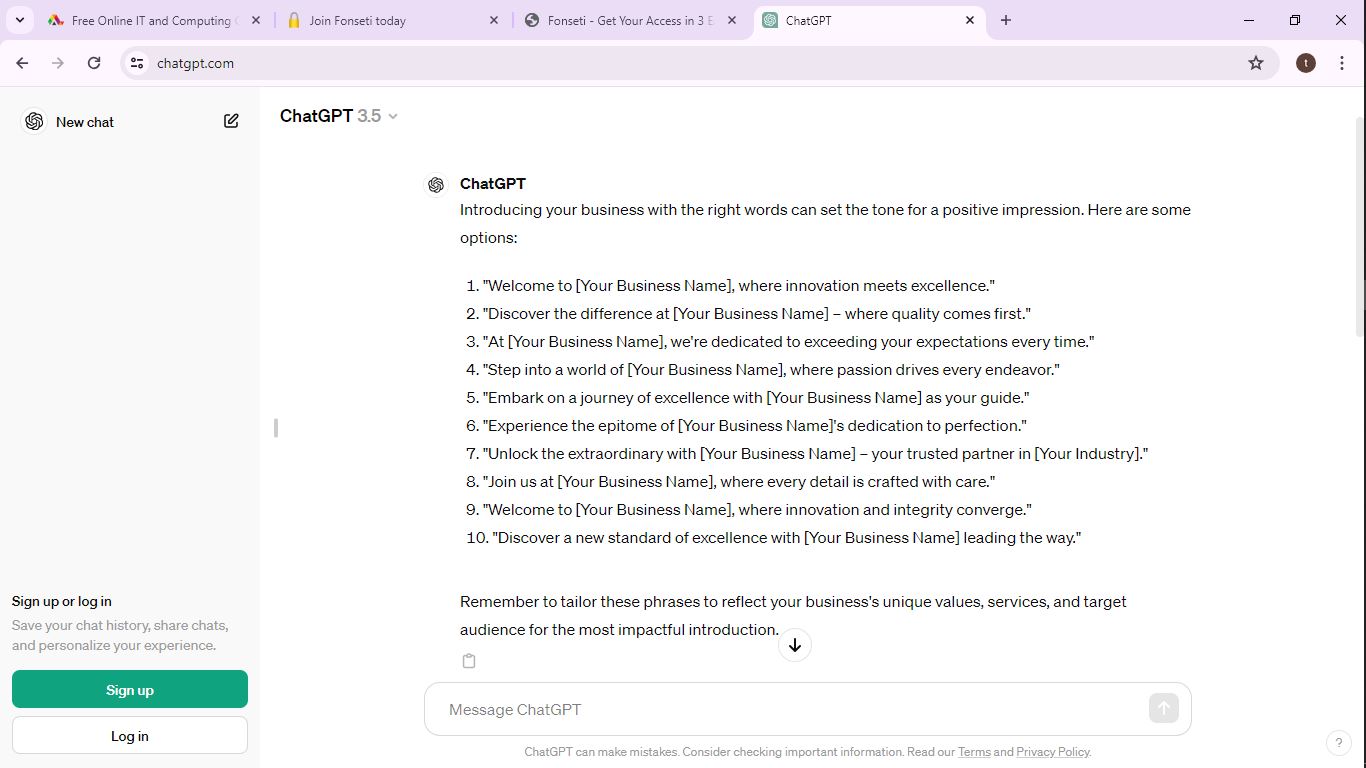 Free Online IT and Computing
Join Fonseti today
Fonseti - Get Your Access in 3 E
ChatGPT
chatgpt.com
t
New chat
ChatGPT 3.5
ChatGPT
Introducing your business with the right words can set the tone for a positive impression. Here are some
options:
1. "Welcome to [Your Business Name], where innovation meets excellence."
2. "Discover the difference at [Your Business Name] – where quality comes first."
3. "At [Your Business Name], we're dedicated to exceeding your expectations every time."
4. "Step into a world of [Your Business Name], where passion drives every endeavor."
5. "Embark on a journey of excellence with [Your Business Name] as your guide."
6. "Experience the epitome of [Your Business Name]'s dedication to perfection."
7. "Unlock the extraordinary with [Your Business Name] – your trusted partner in [Your Industry]."
8. "Join us at [Your Business Name], where every detail is crafted with care."
9. "Welcome to [Your Business Name], where innovation and integrity converge."
10. "Discover a new standard of excellence with [Your Business Name] leading the way."
Remember to tailor these phrases to reflect your business's unique values, services, and target
audience for the most impactful introduction.
Sign up or log in
Save your chat history, share chats,
and personalize your experience.
Sign up
Log in
Message ChatGPT
ChatGPT can make mistakes. Consider checking important information. Read our Terms and Privacy Policy.
?